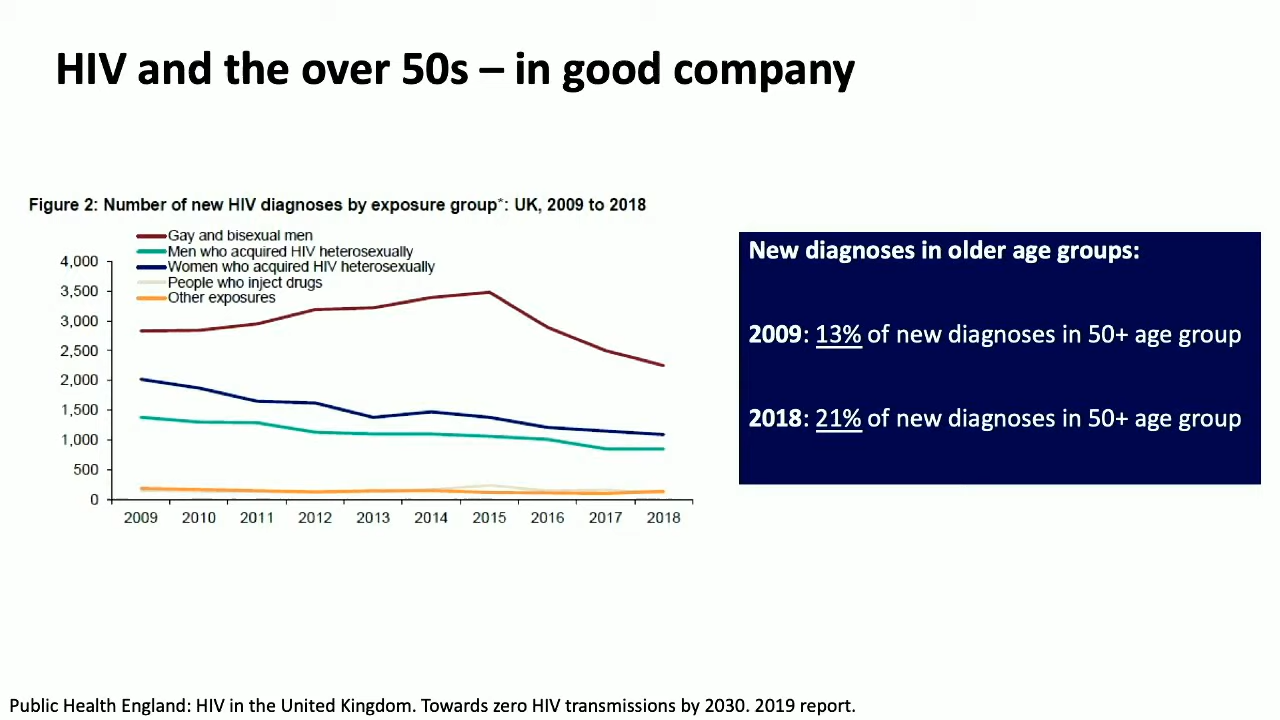 HIV and the over 50s – in good company
Figure 2: Number of new HIV diagnoses by exposure group*: UK, 2009 to 2018
Gay and bisexual men
Men who acquired HIV heterosexually
Women who acquired HIV heterosexually
People who inject drugs
Other exposures
4,000
3,500
3,000
2,500
2,000
1,500
1,000
500
0
2009 2010 2011 2012 2013 2014 2015 2016 2017 2018
New diagnoses in older age groups:
2009: 13% of new diagnoses in 50+ age group
2018: 21% of new diagnoses in 50+ age group
Public Health England: HIV in the United Kingdom. Towards zero HIV transmissions by 2030. 2019 report.